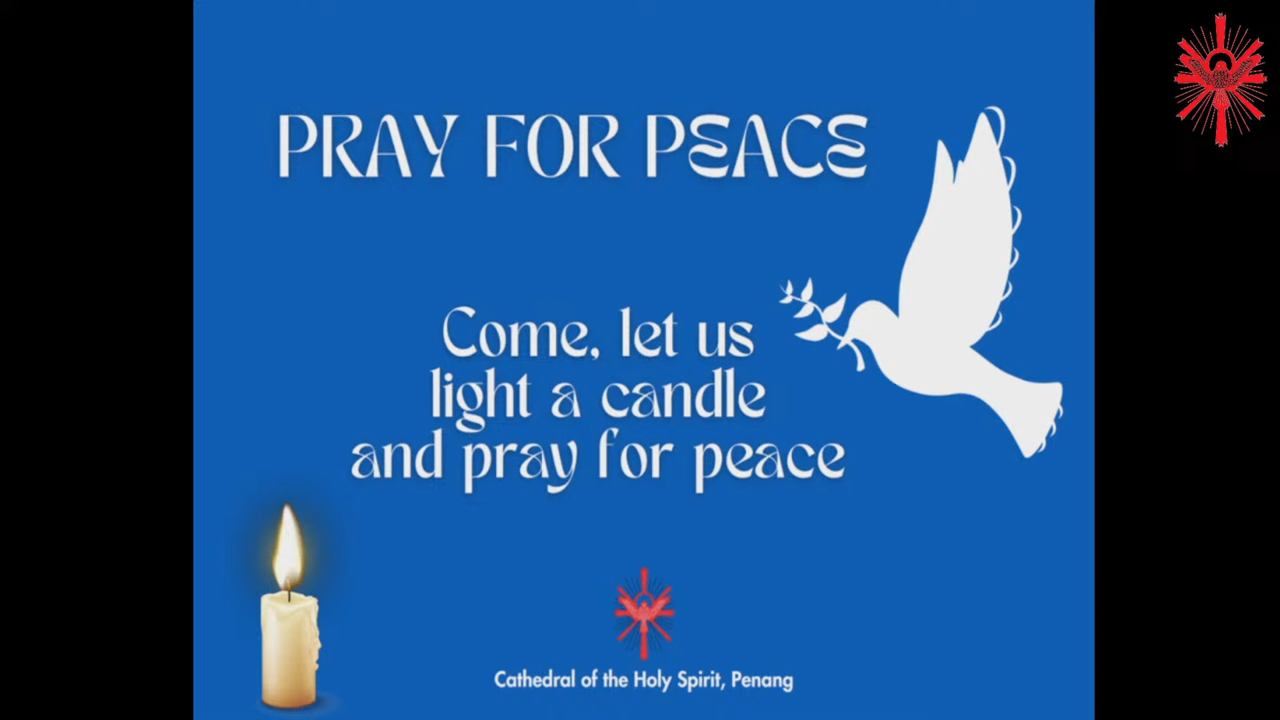 PRAY FOR PEACE
Come, let us
light a candle
and pray for peace
Cathedral of the Holy Spirit, Penang